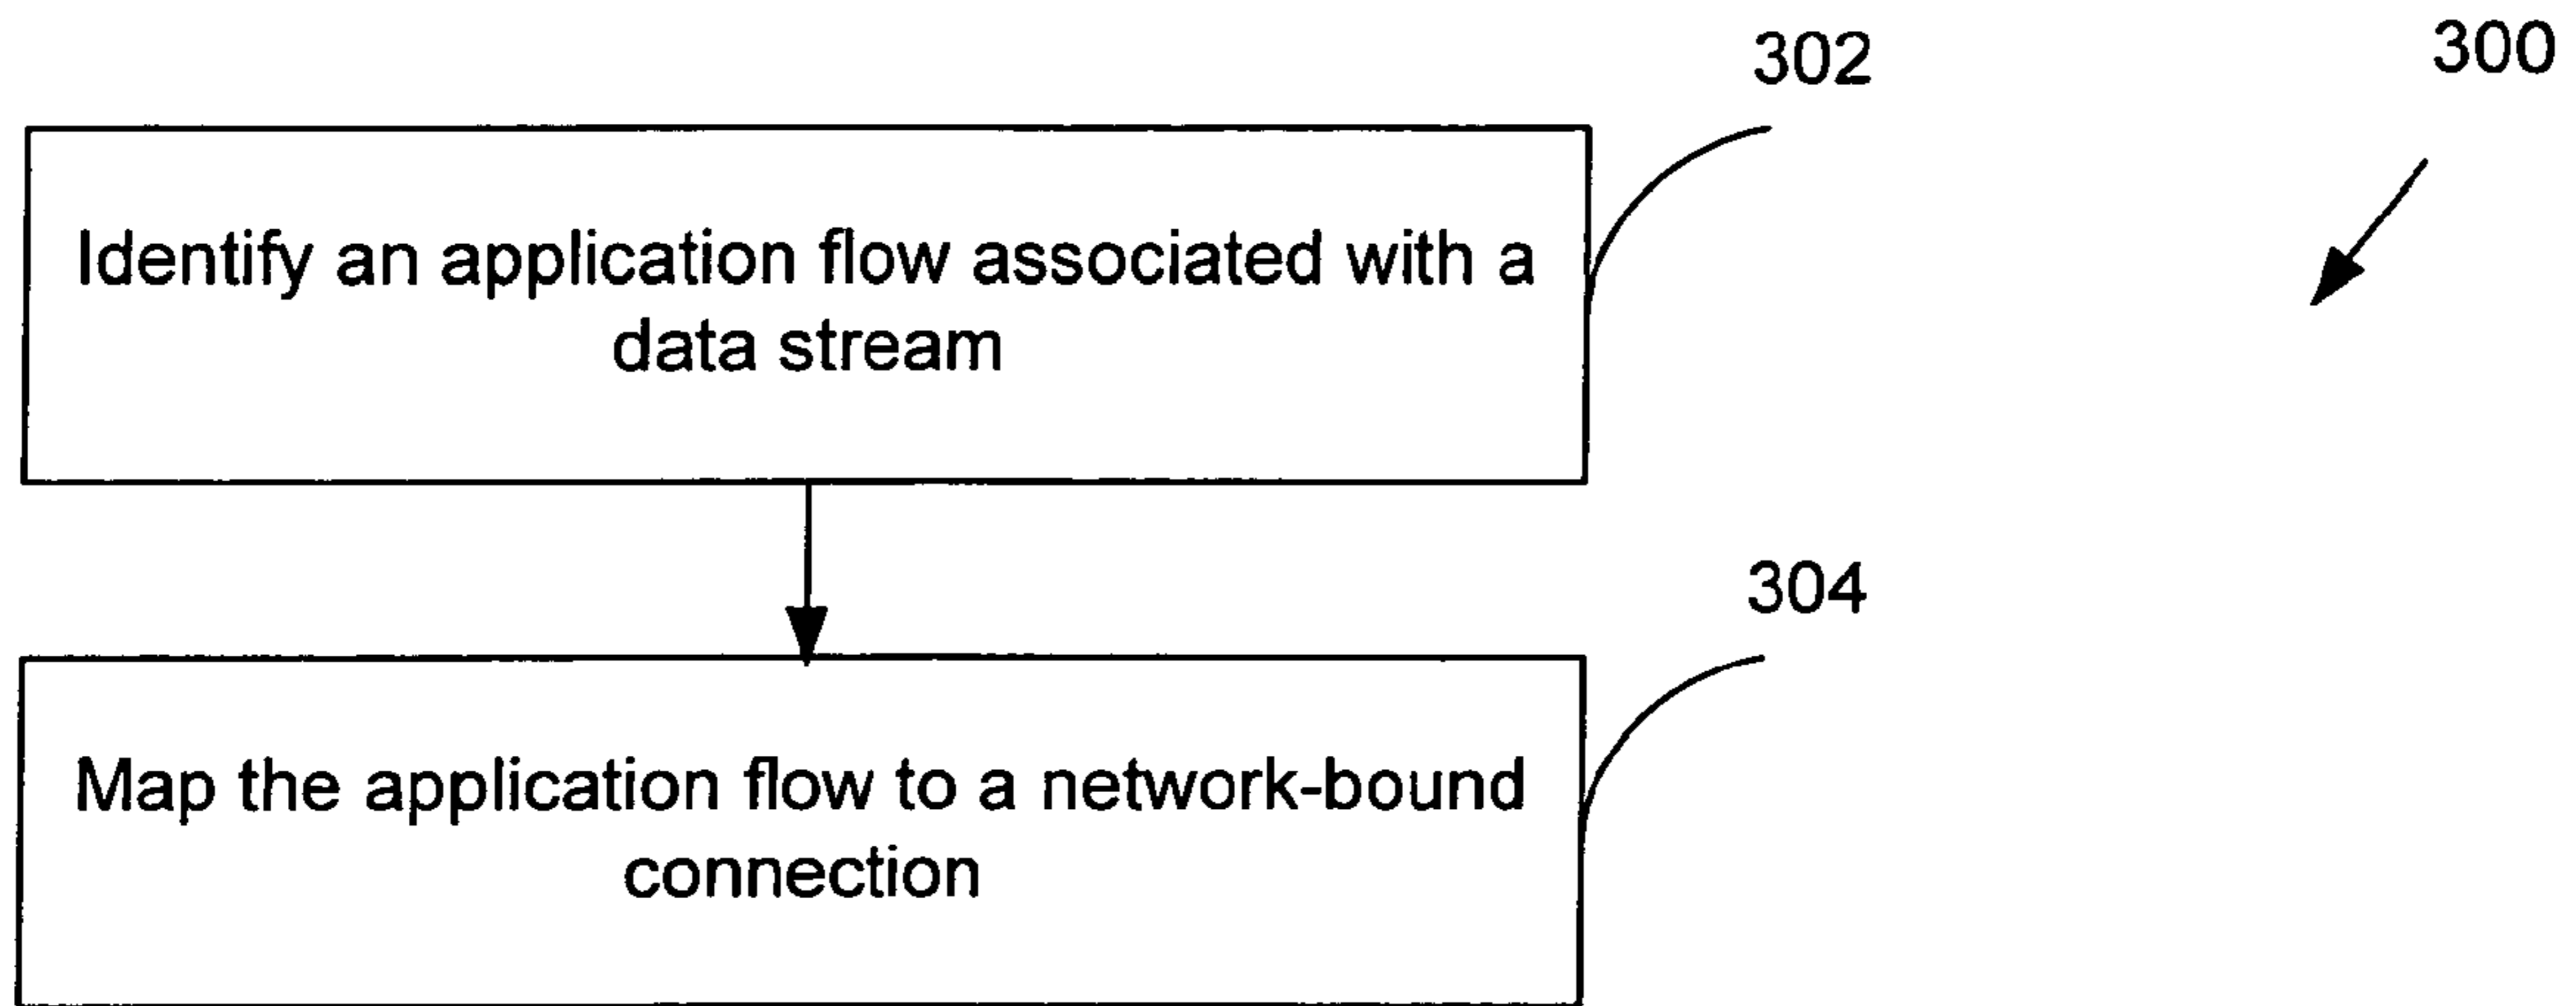 300
302
Identify an application flow associated with a
data stream
304
Map the application flow to a network-bound
connection